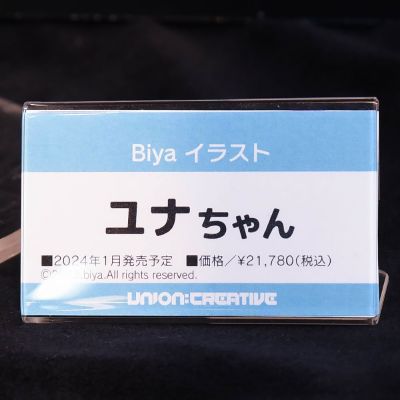 Biya イラスト
ユナちゃん
■2024年1月発売予定 ■価格/¥21,780(税込)
biya.All rights reserved.
UNION:CREATIVE